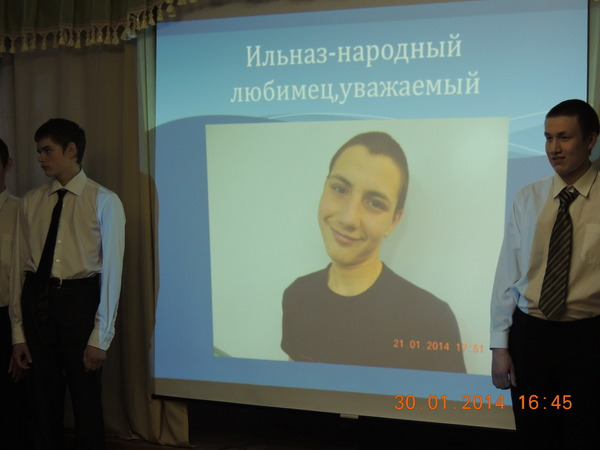 Ильназ-народный
любимец,уважаемый
21 01 2014 17:51
30.01.2014 16:45